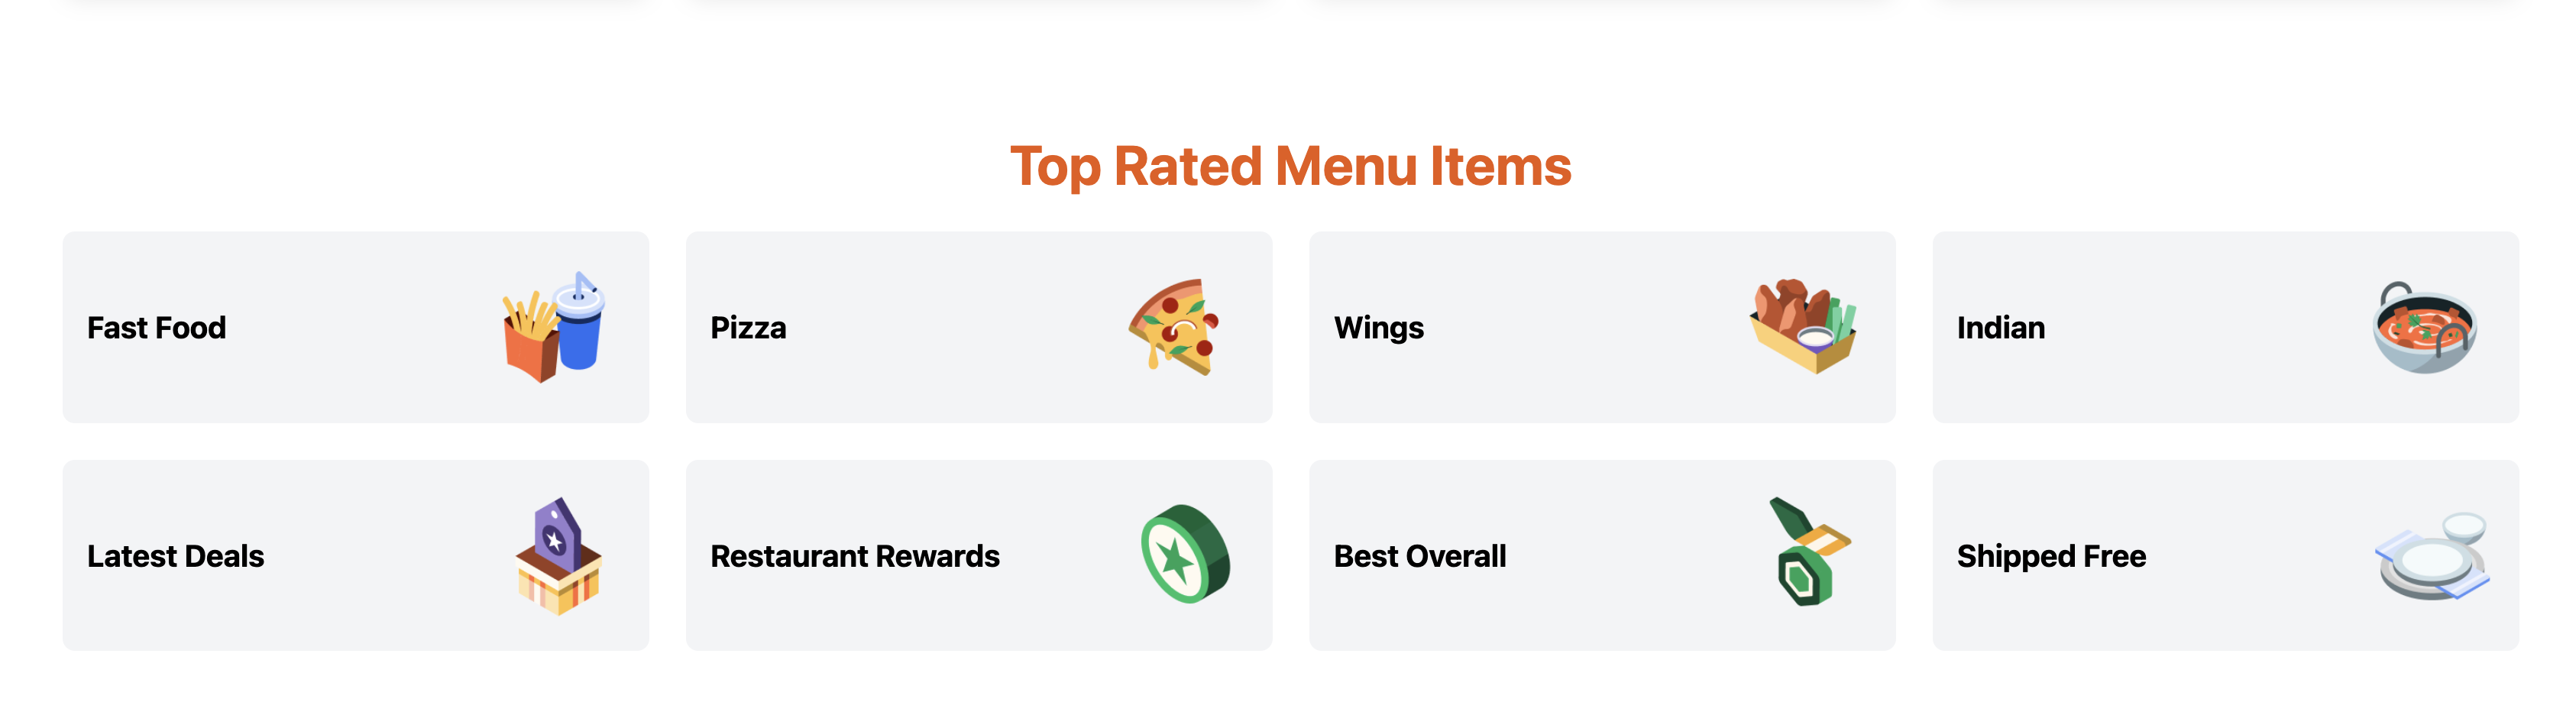 Top Rated Menu Items
Fast Food
Pizza
Wings
Indian
Latest Deals
Restaurant Rewards
Best Overall
Shipped Free